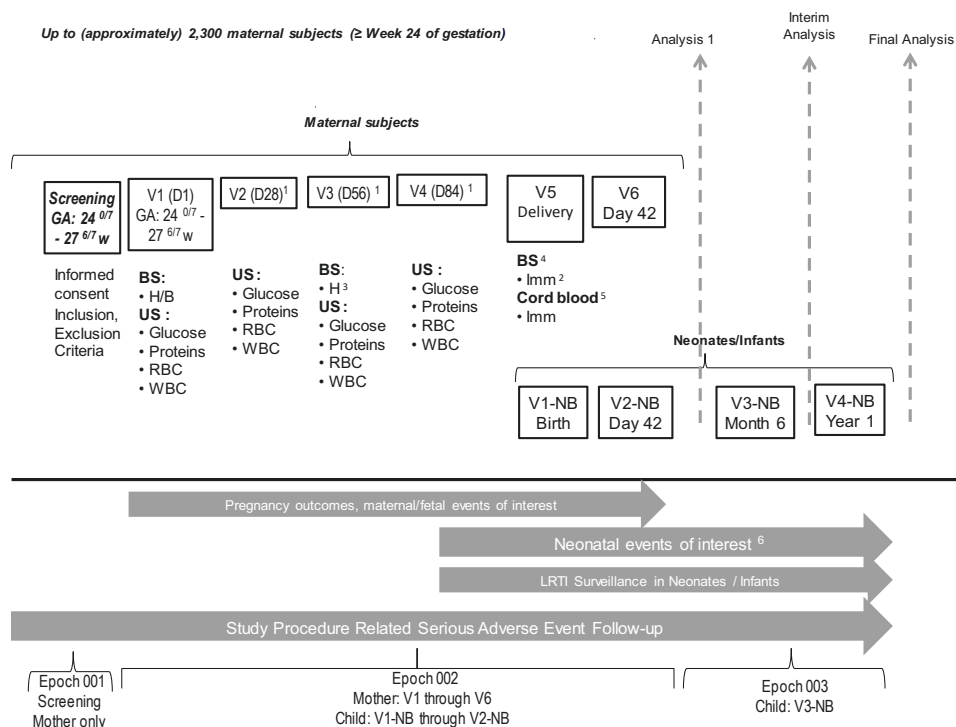 Up to (approximately) 2,300 maternal subjects (≥ Week 24 of gestation)
Analysis 1
Interim
Analysis
Final Analysis
Maternal subjects
Screening
GA: 24 0/7
- 27 6/7 w
V1 (D1)
GA: 24 0/7 -
27 6/7 w
V2 (D28)1
V3 (D56) 1
V4 (D84) 1
V5
Delivery
V6
Day 42
Informed
consent
Inclusion,
Exclusion
Criteria
BS:
• H/B
US :
• Glucose
• Proteins
• RBC
• WBC
US :
• Glucose
• Proteins
• RBC
• WBC
BS:
• H 3
US:
• Glucose
• Proteins
• RBC
• WBC
US :
• Glucose
• Proteins
• RBC
• WBC
BS 4
• Imm 2
Cord blood 5
• Imm
Neonates/Infants
V1-NB
Birth
V2-NB
Day 42
V3-NB
Month 6
V4-NB
Year 1
Pregnancy outcomes, maternal/fetal events of interest
Neonatal events of interest 6
LRTI Surveillance in Neonates / Infants
Study Procedure Related Serious Adverse Event Follow-up
Epoch 001
Screening
Mother only
Epoch 002
Mother: V1 through V6
Child: V1-NB through V2-NB
Epoch 003
Child: V3-NB